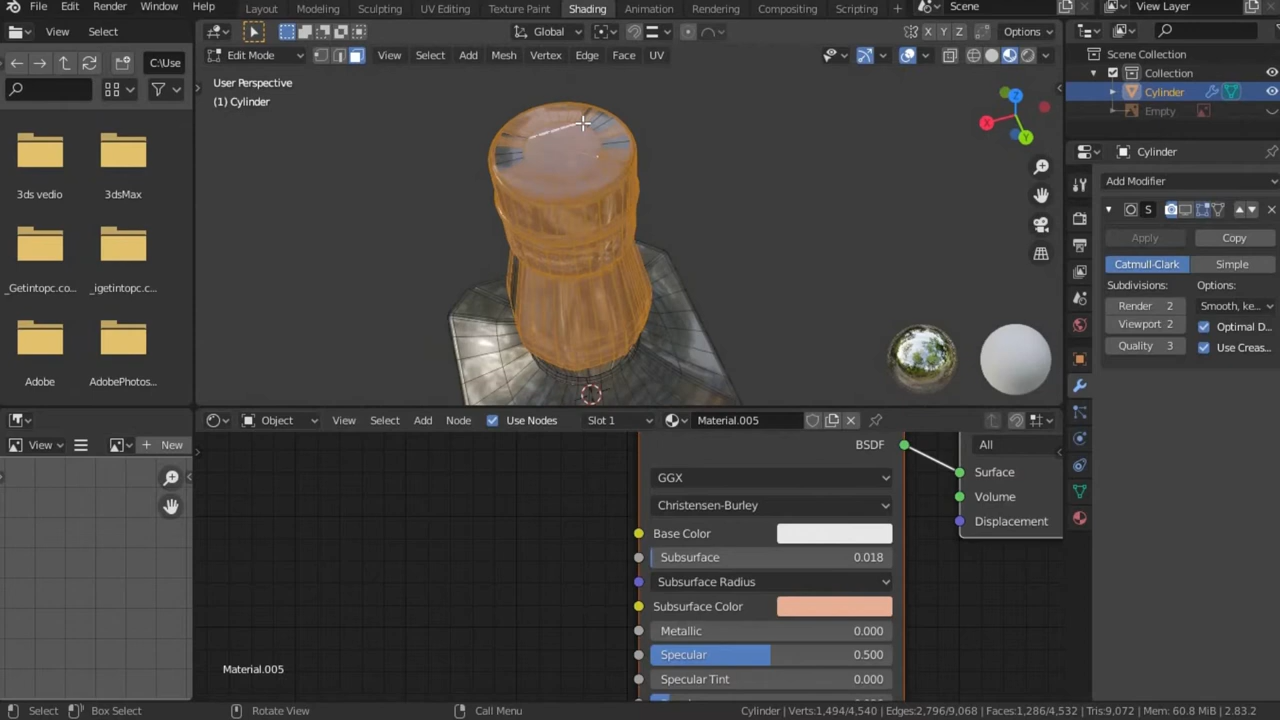 File Edit Render Window Help Layout Modeling Sculpting UV Editing Texture Paint Shading Animation Rendering Compositing Scripting + Scene View Layer
View Select Global X Y Z Options
C:\Use Edit Mode View Select Add Mesh Vertex Edge Face UV Scene Collection
Collection
Cylinder
Empty
User Perspective
(1) Cylinder
Z
X
Y
Cylinder
Add Modifier
S
Apply Copy
Catmull-Clark Simple
Subdivisions: Options:
Render 2 Smooth, ke...
Viewport 2 Optimal D...
Quality 3 Use Creas...
3ds vedio 3dsMax
_Getintopc.co... _igetintopc.c...
Adobe AdobePhotos...
Object View Select Add Node Use Nodes Slot 1 Material.005
View + New
BSDF
GGX
Christensen-Burley
Base Color
Subsurface 0.018
Subsurface Radius
Subsurface Color
Metallic 0.000
Specular 0.500
Specular Tint 0.000
All
Surface
Volume
Displacement
Material.005
Select Box Select Rotate View Call Menu Cylinder | Verts:1,494/4,540 | Edges:2,796/9,068 | Faces:1,286/4,532 | Tris:9,072 | Mem: 60.8 MiB | 2.83.2